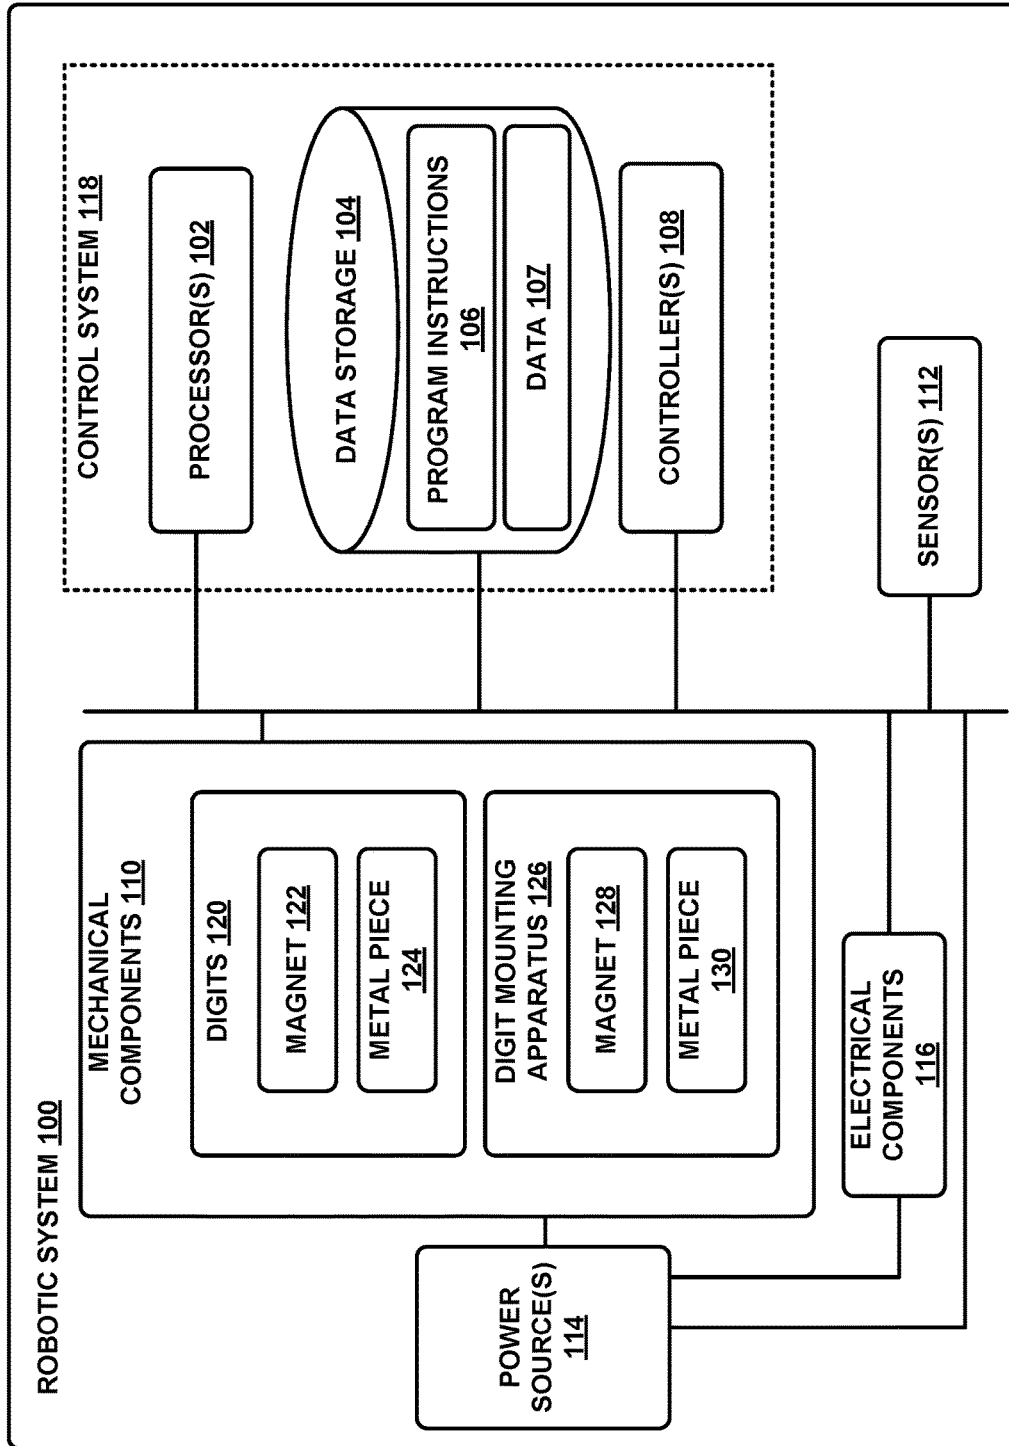 ROBOTIC SYSTEM 100
MECHANICAL
COMPONENTS 110
DIGITS 120
MAGNET 122
METAL PIECE
124
DIGIT MOUNTING
APPARATUS 126
MAGNET 128
METAL PIECE
130
POWER
SOURCE(S)
114
ELECTRICAL
COMPONENTS
116
CONTROL SYSTEM 118
PROCESSOR(S) 102
DATA STORAGE 104
PROGRAM INSTRUCTIONS
106
DATA 107
CONTROLLER(S) 108
SENSOR(S) 112